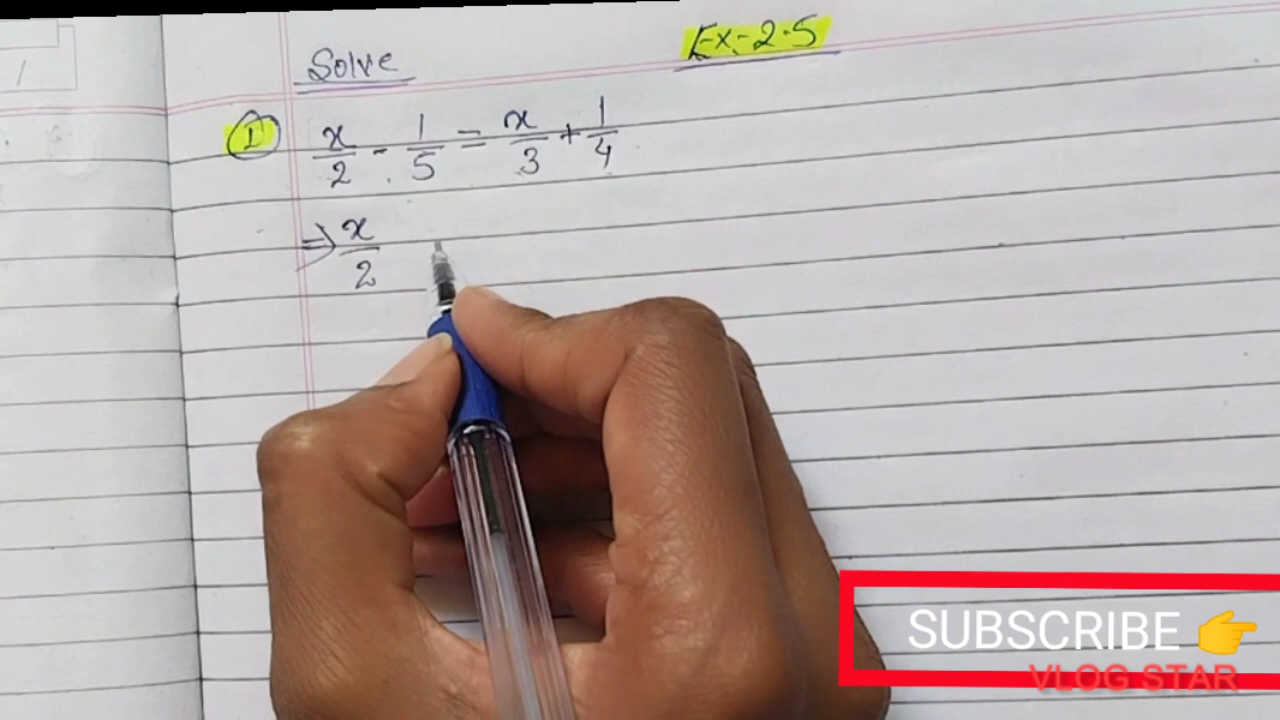 Solve Ex-2.5
1 x/2 - 1/5 = x/3 + 1/4
⇒ x/2
SUBSCRIBE 👉
VLOG STAR